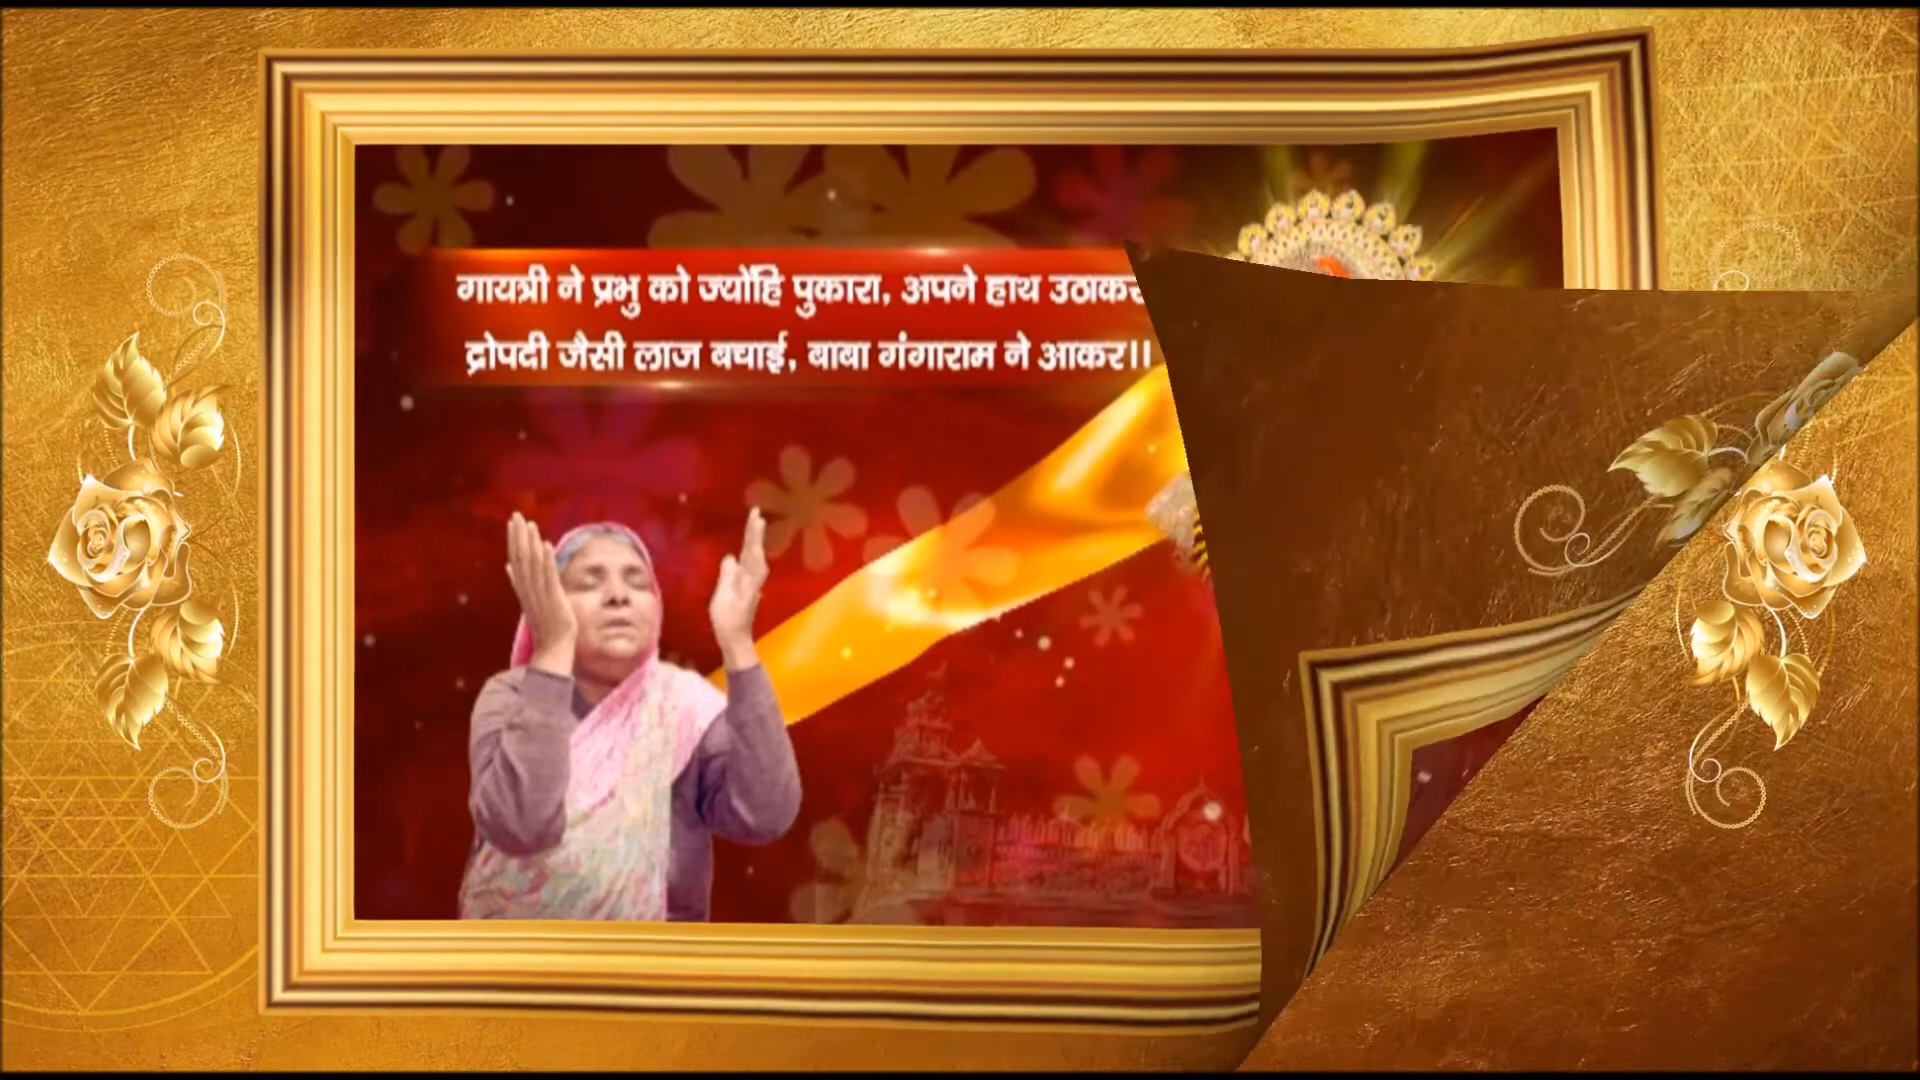 गायत्री ने प्रभु को ज्योंहि पुकारा, अपने हाथ उठाकर
द्रोपदी जैसी लाज बचाई, बाबा गंगाराम ने आकर।।